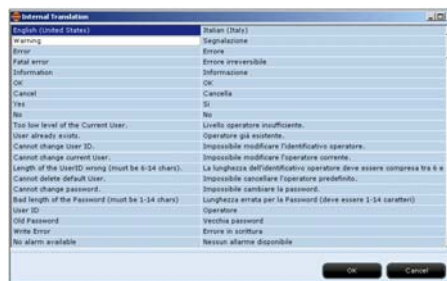 Internal Translation
English (United States) Italian (Italy)
Warning Segnalazione
Error Errore
Fatal error Errore irreversibile
Information Informazione
OK OK
Cancel Cancella
Yes Si
No No
Too low level of the Current User. Livello operatore insufficiente.
User already exists. Operatore già esistente.
Cannot change User ID. Impossibile modificare l'identificativo operatore.
Cannot change current User. Impossibile modificare l'operatore corrente.
Length of the UserID wrong (must be 6-14 chars). La lunghezza dell'identificativo operatore deve essere compresa tra 6 e
Cannot delete default User. Impossibile cancellare l'operatore predefinito.
Cannot change password. Impossibile cambiare la password.
Bad length of the Password (must be 1-14 chars) Lunghezza errata per la Password (deve essere 1-14 caratteri)
User ID Operatore
Old Password Vecchia password
Write Error Errore in scrittura
No alarm available Nessun allarme disponibile
OK Cancel